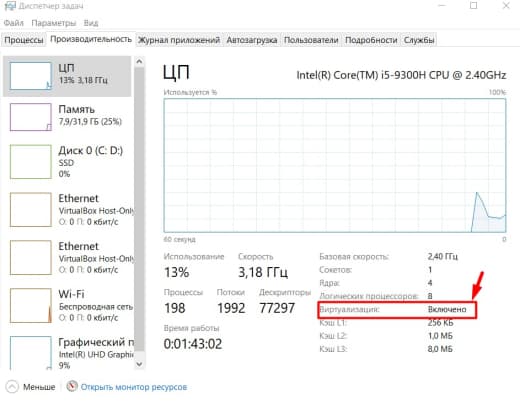 Диспетчер задач
Файл Параметры Вид
Процессы Производительность Журнал приложений Автозагрузка Пользователи Подробности Службы
ЦП
13% 3,18 ГГц
Память
7,9/31,9 ГБ (25%)
Диск 0 (C: D:)
SSD
0%
Ethernet
VirtualBox Host-Only
О: 0 П: 0 кбит/с
Ethernet
VirtualBox Host-Only
О: 0 П: 0 кбит/с
Wi-Fi
Беспроводная сеть
О: 0 П: 0 кбит/с
Графический п
Intel(R) UHD Graphic
9%
ЦП Intel(R) Core(TM) i5-9300H CPU @ 2.40GHz
Используется % 100%
60 секунд 0
Использование Скорость
13% 3,18 ГГц
Процессы Потоки Дескрипторы
198 1992 77297
Время работы
0:01:43:02
Базовая скорость: 2,40 ГГц
Сокетов: 1
Ядра: 4
Логических процессоров: 8
Виртуализация: Включено
Кэш L1: 256 КБ
Кэш L2: 1,0 МБ
Кэш L3: 8,0 МБ
Меньше Открыть монитор ресурсов